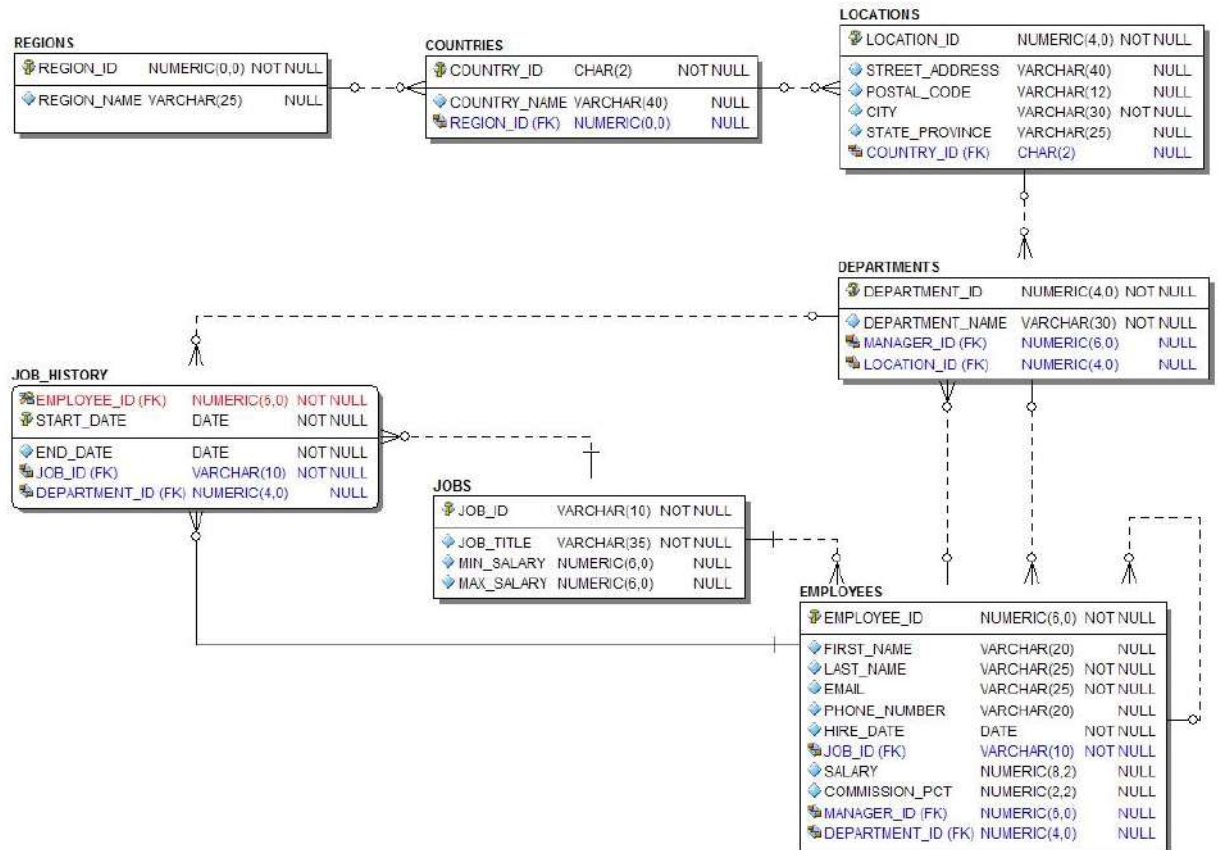 REGIONS
REGION_ID NUMERIC(0,0) NOT NULL
REGION_NAME VARCHAR(25) NULL
COUNTRIES
COUNTRY_ID CHAR(2) NOT NULL
COUNTRY_NAME VARCHAR(40) NULL
REGION_ID (FK) NUMERIC(0,0) NULL
LOCATIONS
LOCATION_ID NUMERIC(4,0) NOT NULL
STREET_ADDRESS VARCHAR(40) NULL
POSTAL_CODE VARCHAR(12) NULL
CITY VARCHAR(30) NOT NULL
STATE_PROVINCE VARCHAR(25) NULL
COUNTRY_ID (FK) CHAR(2) NULL
DEPARTMENTS
DEPARTMENT_ID NUMERIC(4,0) NOT NULL
DEPARTMENT_NAME VARCHAR(30) NOT NULL
MANAGER_ID (FK) NUMERIC(6,0) NULL
LOCATION_ID (FK) NUMERIC(4,0) NULL
JOB_HISTORY
EMPLOYEE_ID (FK) NUMERIC(6,0) NOT NULL
START_DATE DATE NOT NULL
END_DATE DATE NOT NULL
JOB_ID (FK) VARCHAR(10) NOT NULL
DEPARTMENT_ID (FK) NUMERIC(4,0) NULL
JOBS
JOB_ID VARCHAR(10) NOT NULL
JOB_TITLE VARCHAR(35) NOT NULL
MIN_SALARY NUMERIC(6,0) NULL
MAX_SALARY NUMERIC(6,0) NULL
EMPLOYEES
EMPLOYEE_ID NUMERIC(6,0) NOT NULL
FIRST_NAME VARCHAR(20) NULL
LAST_NAME VARCHAR(25) NOT NULL
EMAIL VARCHAR(25) NOT NULL
PHONE_NUMBER VARCHAR(20) NULL
HIRE_DATE DATE NOT NULL
JOB_ID (FK) VARCHAR(10) NOT NULL
SALARY NUMERIC(8,2) NULL
COMMISSION_PCT NUMERIC(2,2) NULL
MANAGER_ID (FK) NUMERIC(6,0) NULL
DEPARTMENT_ID (FK) NUMERIC(4,0) NULL